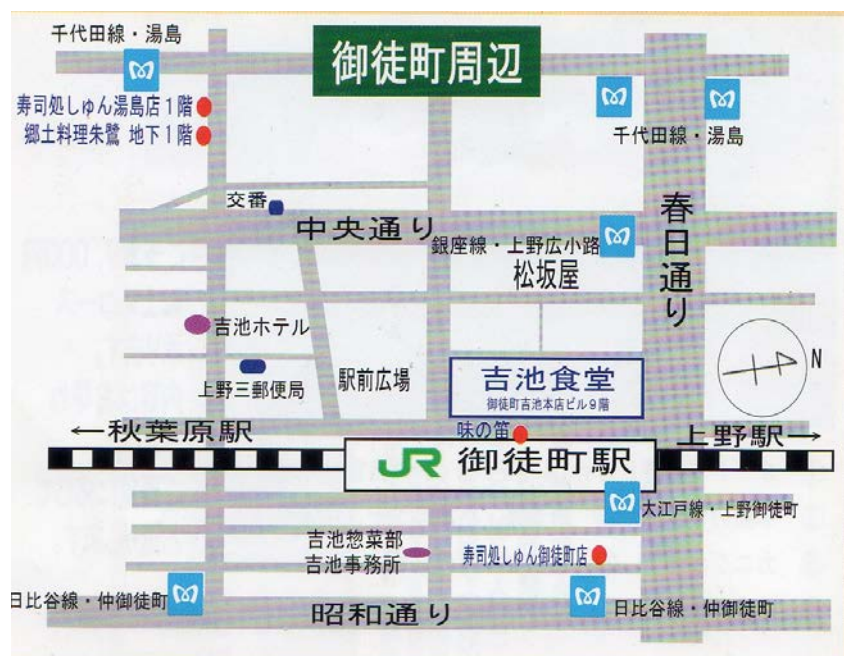 千代田線・湯島
御徒町周辺
寿司処しゅん湯島店1階
郷土料理朱鷺 地下1階
千代田線・湯島
交番
中央通り
春日通り
銀座線・上野広小路
松坂屋
吉池ホテル
N
上野三郵便局
駅前広場
吉池食堂
御徒町吉池本店ビル9階
味の笛
←秋葉原駅
上野駅→
JR 御徒町駅
大江戸線・上野御徒町
吉池惣菜部
吉池事務所
寿司処しゅん御徒町店
日比谷線・仲御徒町
昭和通り
日比谷線・仲御徒町